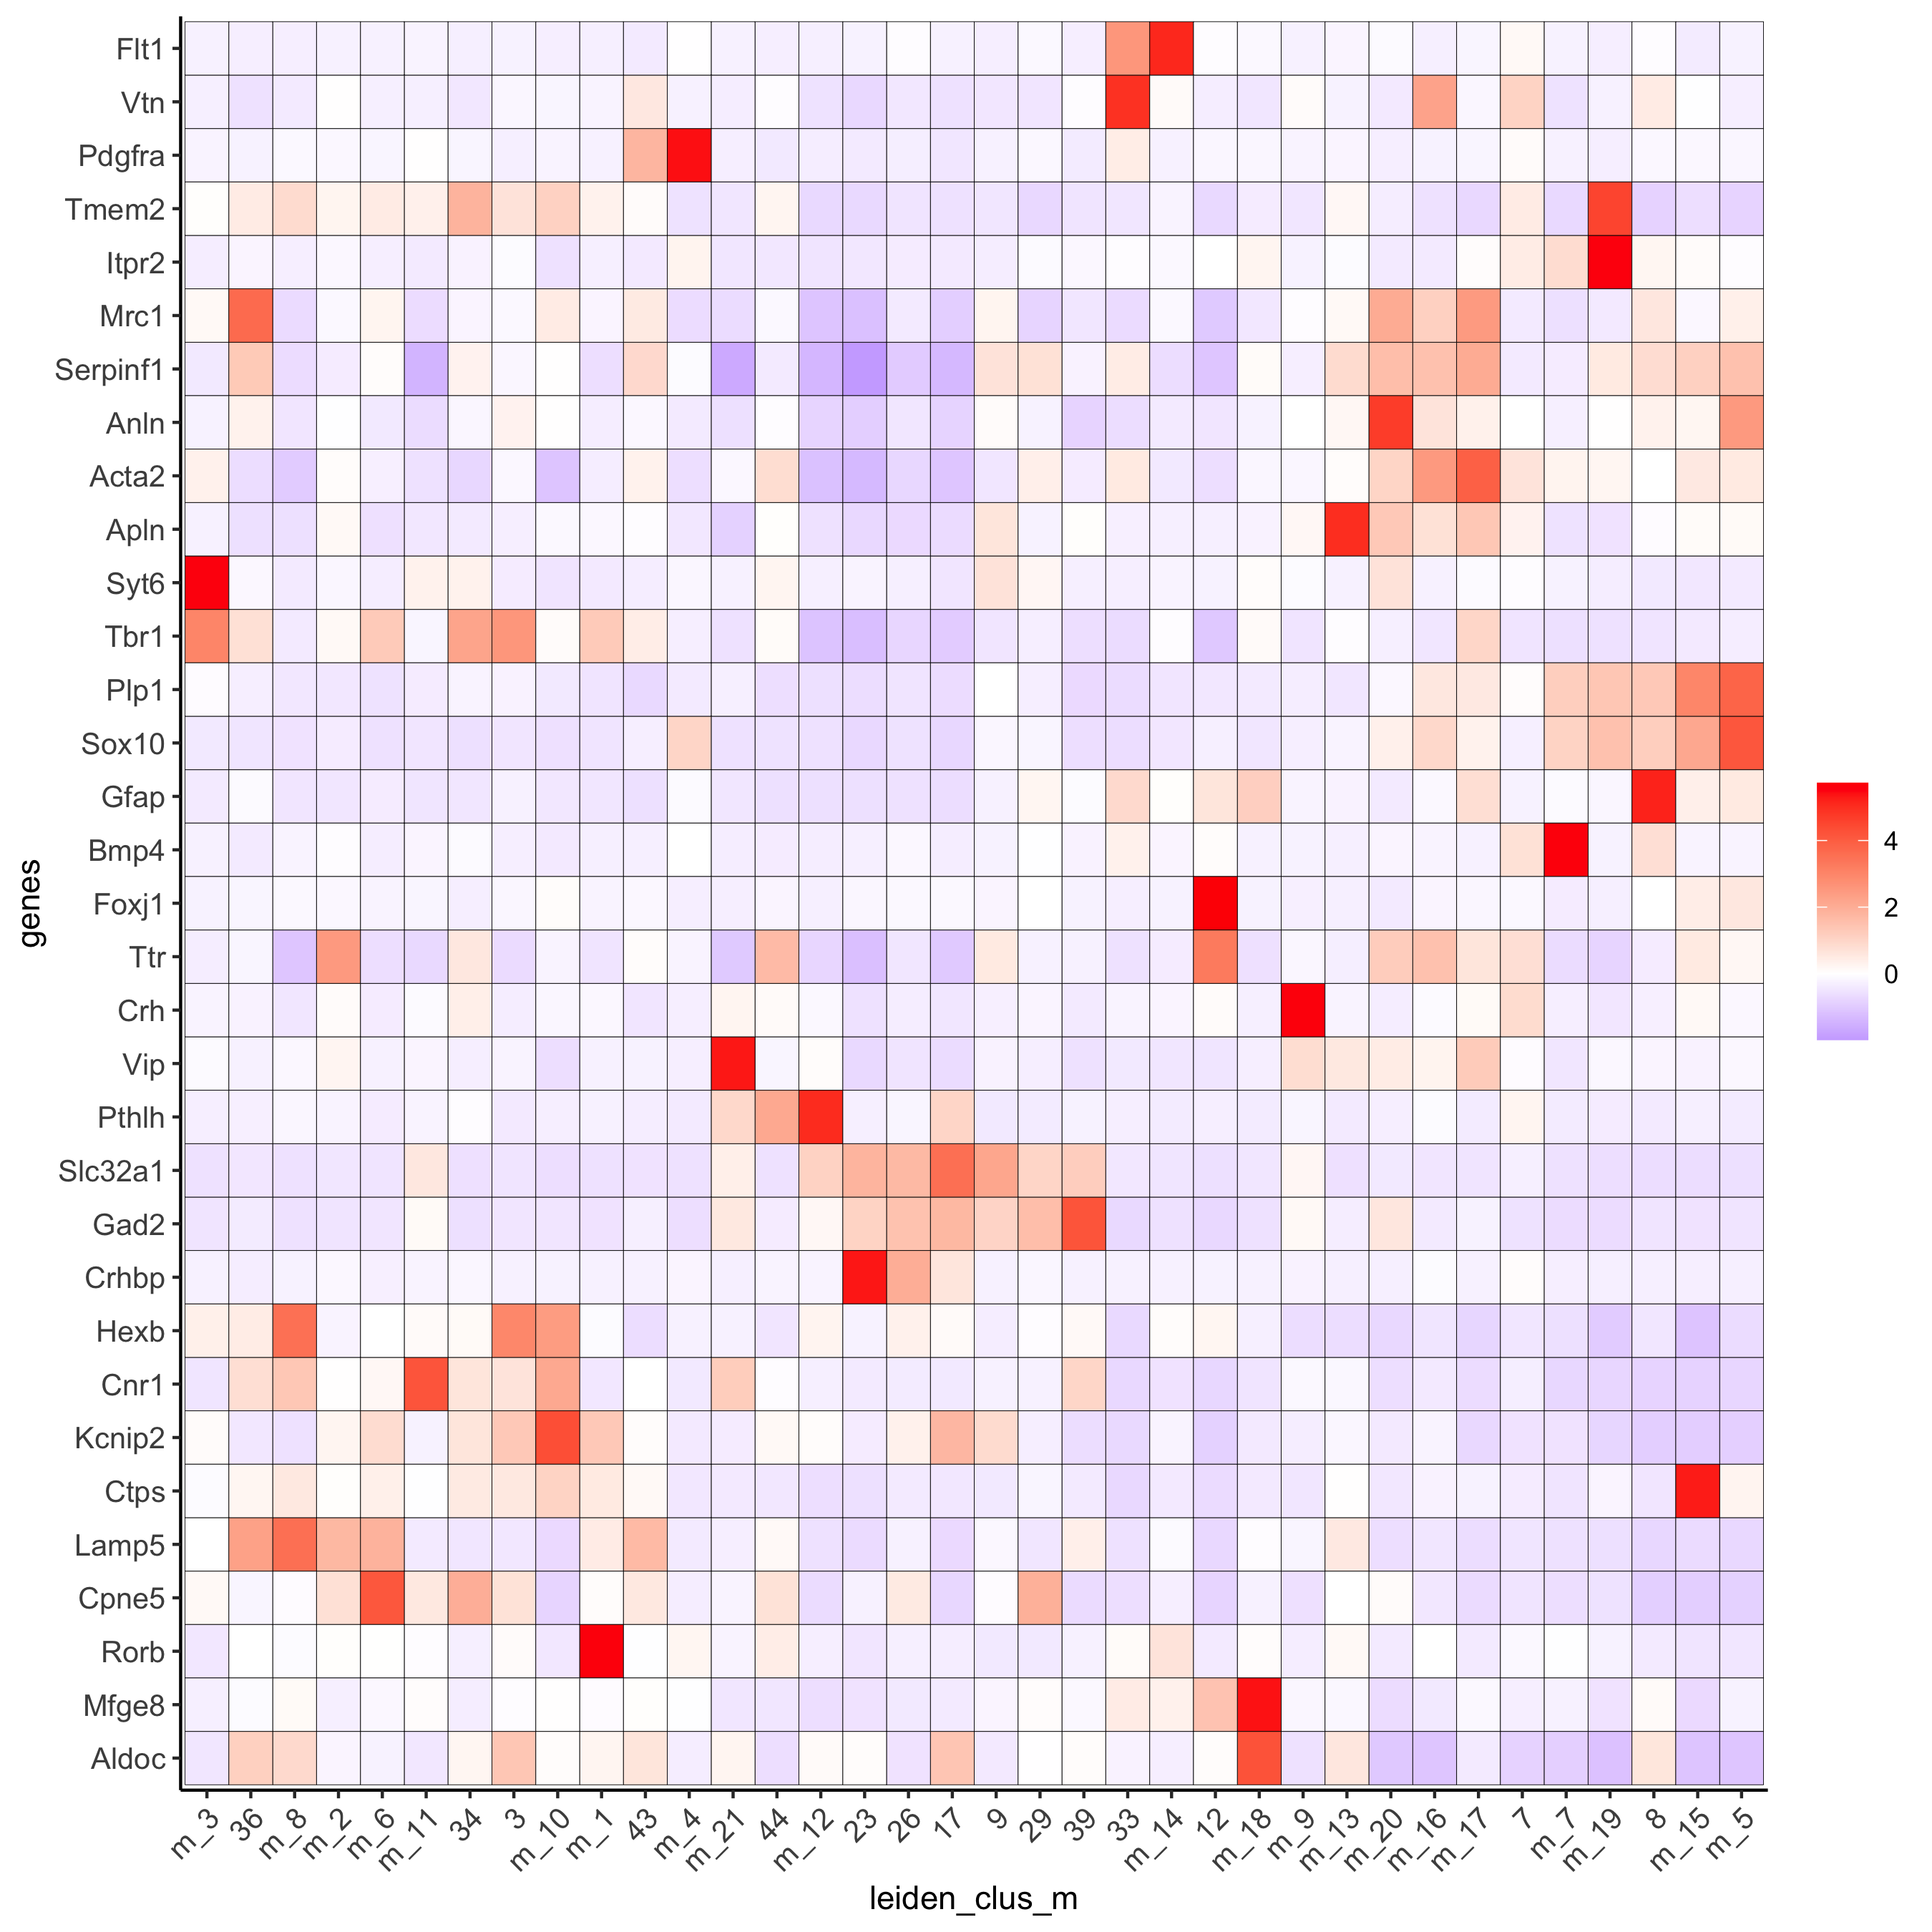 Flt1
Vtn
Pdgfra
Tmem2
Itpr2
Mrc1
Serpinf1
Anln
Acta2
Apln
Syt6
Tbr1
Plp1
Sox10
Gfap
Bmp4
Foxj1
Ttr
Crh
Vip
Pthlh
Slc32a1
Gad2
Crhbp
Hexb
Cnr1
Kcnip2
Ctps
Lamp5
Cpne5
Rorb
Mfge8
Aldoc
genes
m_3 36 m_8 m_2 m_6 m_11 34 3 m_10 m_1 43 m_4 m_21 44 m_12 23 26 17 9 29 39 33 m_14 12 m_18 m_9 m_13 m_20 m_16 m_17 7 m_7 m_19 8 m_15 m_5
leiden_clus_m
4
2
0